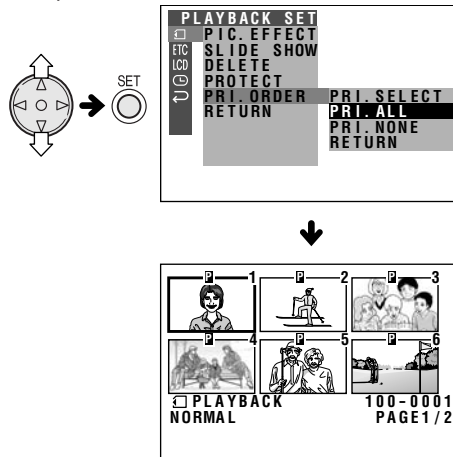 PLAYBACK SET
PIC.EFFECT
ETC SLIDE SHOW
LCD DELETE
PROTECT
PRI.ORDER PRI.SELECT
RETURN PRI.ALL
PRI.NONE
RETURN
SET
P 1 P 2 P 3
P 4 P 5 P 6
PLAYBACK 100-0001
NORMAL PAGE1/2